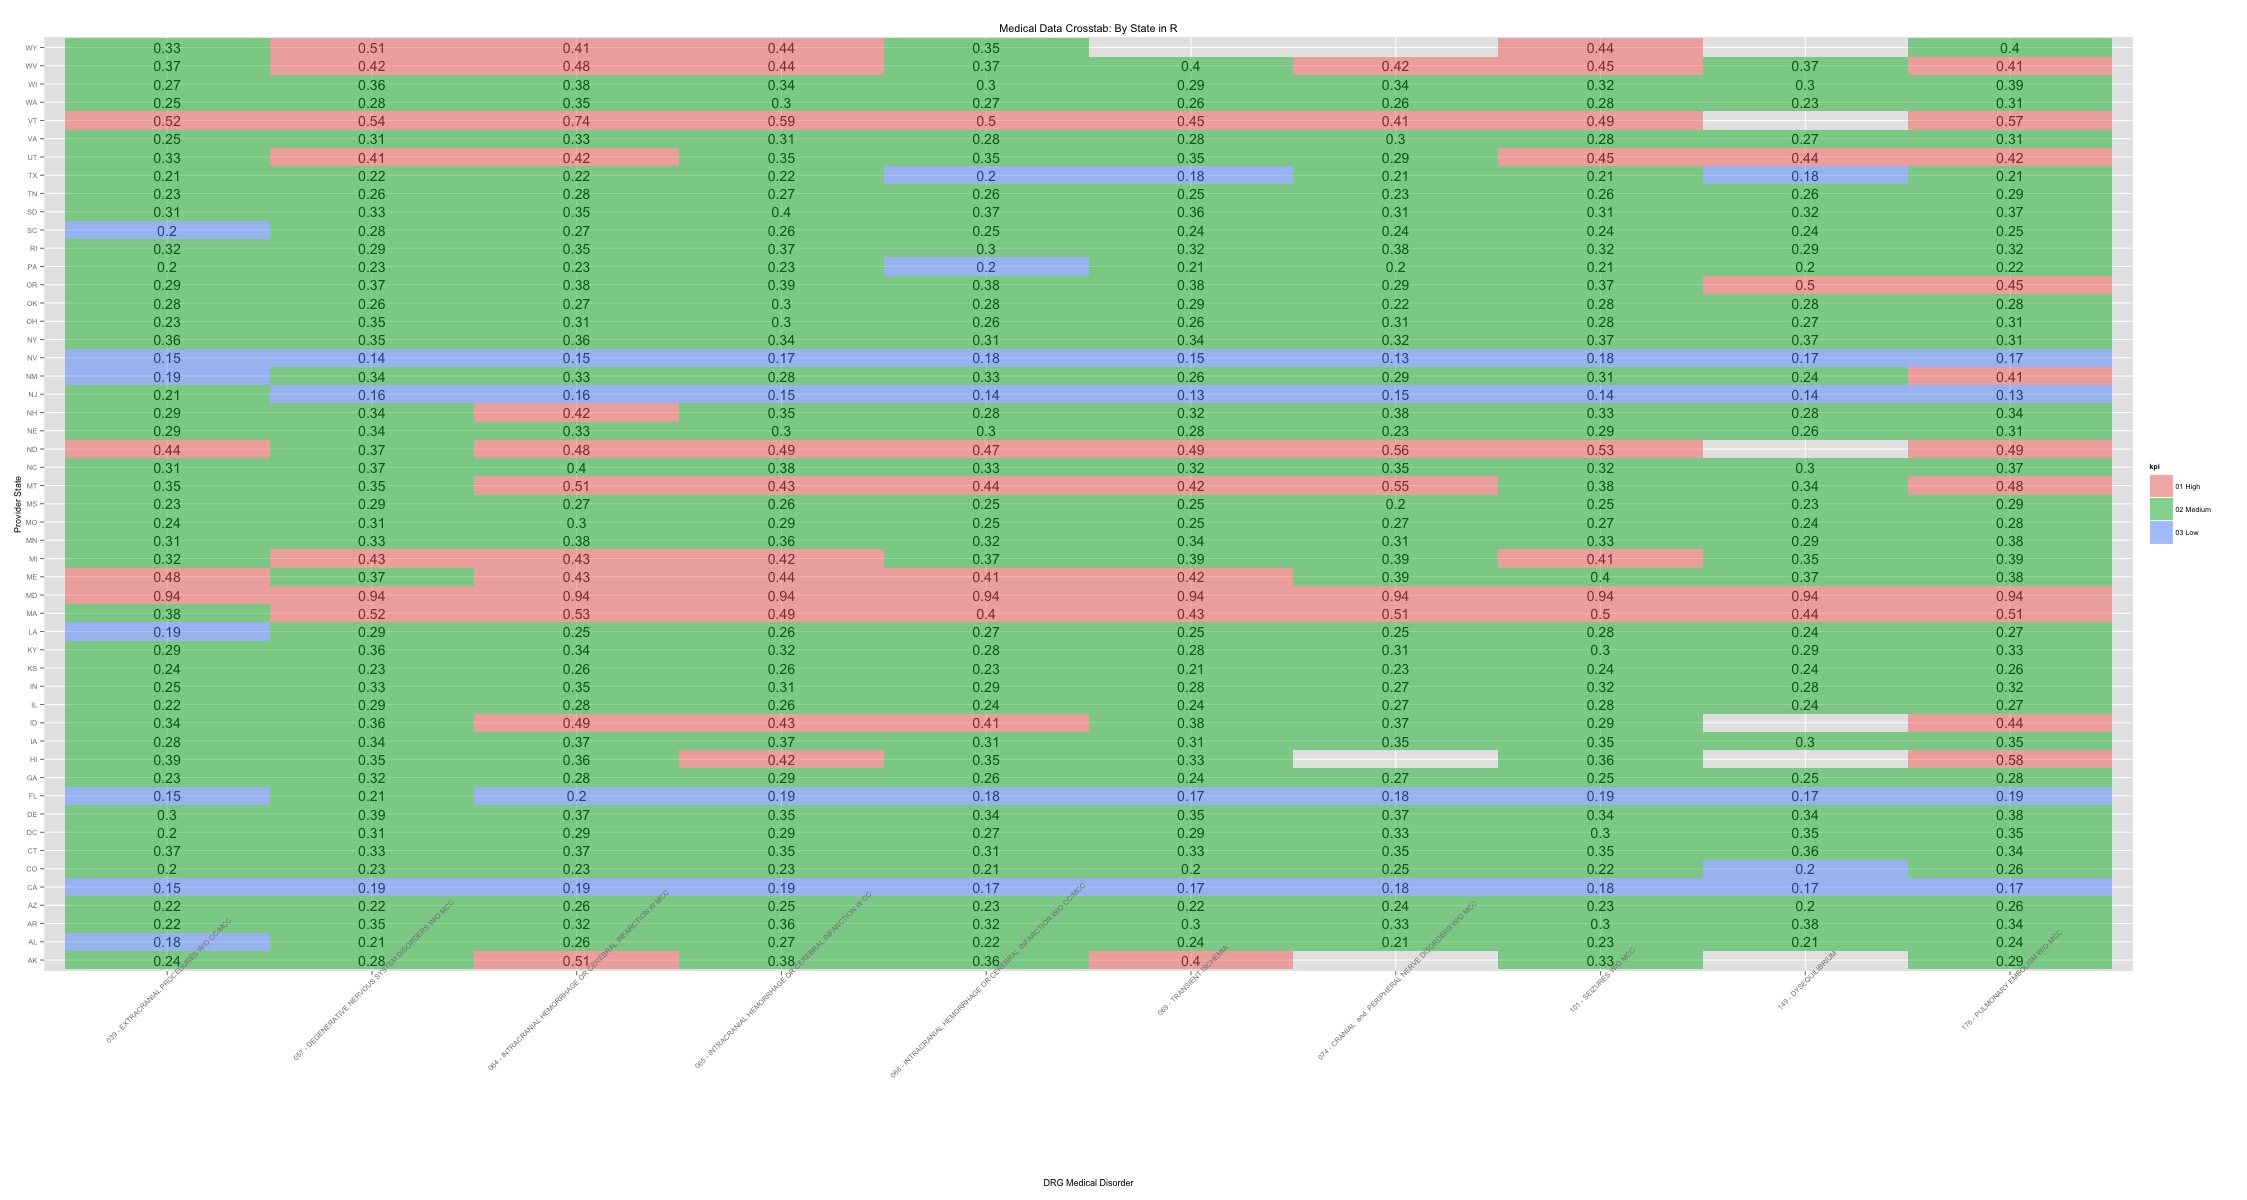 Medical Data Crosstab: By State in R
WY 0.33 0.51 0.41 0.44 0.35 0.44 0.4
WV 0.37 0.42 0.48 0.44 0.37 0.4 0.42 0.45 0.37 0.41
WI 0.27 0.36 0.38 0.34 0.3 0.29 0.34 0.32 0.3 0.39
WA 0.25 0.28 0.35 0.3 0.27 0.26 0.26 0.28 0.23 0.31
VT 0.52 0.54 0.74 0.59 0.5 0.45 0.41 0.49 0.57
VA 0.25 0.31 0.33 0.31 0.28 0.28 0.3 0.28 0.27 0.31
UT 0.33 0.41 0.42 0.35 0.35 0.35 0.29 0.45 0.44 0.42
TX 0.21 0.22 0.22 0.22 0.2 0.18 0.21 0.21 0.18 0.21
TN 0.23 0.26 0.28 0.27 0.26 0.25 0.23 0.26 0.26 0.29
SD 0.31 0.33 0.35 0.4 0.37 0.36 0.31 0.31 0.32 0.37
SC 0.2 0.28 0.27 0.26 0.25 0.24 0.24 0.24 0.24 0.25
RI 0.32 0.29 0.35 0.37 0.3 0.32 0.38 0.32 0.29 0.32
PA 0.2 0.23 0.23 0.23 0.2 0.21 0.2 0.21 0.2 0.22
OR 0.29 0.37 0.38 0.39 0.38 0.38 0.29 0.37 0.5 0.45
OK 0.28 0.26 0.27 0.3 0.28 0.29 0.22 0.28 0.28 0.28
OH 0.23 0.35 0.31 0.3 0.26 0.26 0.31 0.28 0.27 0.31
NY 0.36 0.35 0.36 0.34 0.31 0.34 0.32 0.37 0.37 0.31
NV 0.15 0.14 0.15 0.17 0.18 0.15 0.13 0.18 0.17 0.17
NM 0.19 0.34 0.33 0.28 0.33 0.26 0.29 0.31 0.24 0.41
NJ 0.21 0.16 0.16 0.15 0.14 0.13 0.15 0.14 0.14 0.13
NH 0.29 0.34 0.42 0.35 0.28 0.32 0.38 0.33 0.28 0.34
NE 0.29 0.34 0.33 0.3 0.3 0.28 0.23 0.29 0.26 0.31
ND 0.44 0.37 0.48 0.49 0.47 0.49 0.56 0.53 0.49
NC 0.31 0.37 0.4 0.38 0.33 0.32 0.35 0.32 0.3 0.37
MT 0.35 0.35 0.51 0.43 0.44 0.42 0.55 0.38 0.34 0.48
MS 0.23 0.29 0.27 0.26 0.25 0.25 0.2 0.25 0.23 0.29
MO 0.24 0.31 0.3 0.29 0.25 0.25 0.27 0.27 0.24 0.28
MN 0.31 0.33 0.38 0.36 0.32 0.34 0.31 0.33 0.29 0.38
MI 0.32 0.43 0.43 0.42 0.37 0.39 0.39 0.41 0.35 0.39
ME 0.48 0.37 0.43 0.44 0.41 0.42 0.39 0.4 0.37 0.38
MD 0.94 0.94 0.94 0.94 0.94 0.94 0.94 0.94 0.94 0.94
MA 0.38 0.52 0.53 0.49 0.4 0.43 0.51 0.5 0.44 0.51
LA 0.19 0.29 0.25 0.26 0.27 0.25 0.25 0.28 0.24 0.27
KY 0.29 0.36 0.34 0.32 0.28 0.28 0.31 0.3 0.29 0.33
KS 0.24 0.23 0.26 0.26 0.23 0.21 0.23 0.24 0.24 0.26
IN 0.25 0.33 0.35 0.31 0.29 0.28 0.27 0.32 0.28 0.32
IL 0.22 0.29 0.28 0.26 0.24 0.24 0.27 0.28 0.24 0.27
ID 0.34 0.36 0.49 0.43 0.41 0.38 0.37 0.29 0.44
IA 0.28 0.34 0.37 0.37 0.31 0.31 0.35 0.35 0.3 0.35
HI 0.39 0.35 0.36 0.42 0.35 0.33 0.36 0.58
GA 0.23 0.32 0.28 0.29 0.26 0.24 0.27 0.25 0.25 0.28
FL 0.15 0.21 0.2 0.19 0.18 0.17 0.18 0.19 0.17 0.19
DE 0.3 0.39 0.37 0.35 0.34 0.35 0.37 0.34 0.34 0.38
DC 0.2 0.31 0.29 0.29 0.27 0.29 0.33 0.3 0.35 0.35
CT 0.37 0.33 0.37 0.35 0.31 0.33 0.35 0.35 0.36 0.34
CO 0.2 0.23 0.23 0.23 0.21 0.2 0.25 0.22 0.2 0.26
CA 0.15 0.19 0.19 0.19 0.17 0.17 0.18 0.18 0.17 0.17
AZ 0.22 0.22 0.26 0.25 0.23 0.22 0.24 0.23 0.2 0.26
AR 0.22 0.35 0.32 0.36 0.32 0.3 0.33 0.3 0.38 0.34
AL 0.18 0.21 0.26 0.27 0.22 0.24 0.21 0.23 0.21 0.24
AK 0.24 0.28 0.51 0.38 0.36 0.4 0.33 0.29
Provider State
039 - EXTRACRANIAL PROCEDURES W/O CC/MCC
057 - DEGENERATIVE NERVOUS SYSTEM DISORDERS W/O MCC
064 - INTRACRANIAL HEMORRHAGE OR CEREBRAL INFARCTION W MCC
065 - INTRACRANIAL HEMORRHAGE OR CEREBRAL INFARCTION W CC
066 - INTRACRANIAL HEMORRHAGE OR CEREBRAL INFARCTION W/O CC/MCC
069 - TRANSIENT ISCHEMIA
074 - CRANIAL and PERIPHERAL NERVE DISORDERS W/O MCC
101 - SEIZURES W/O MCC
149 - DYSEQUILIBRIUM
176 - PULMONARY EMBOLISM W/O MCC
DRG Medical Disorder
kpi
01 High
02 Medium
03 Low